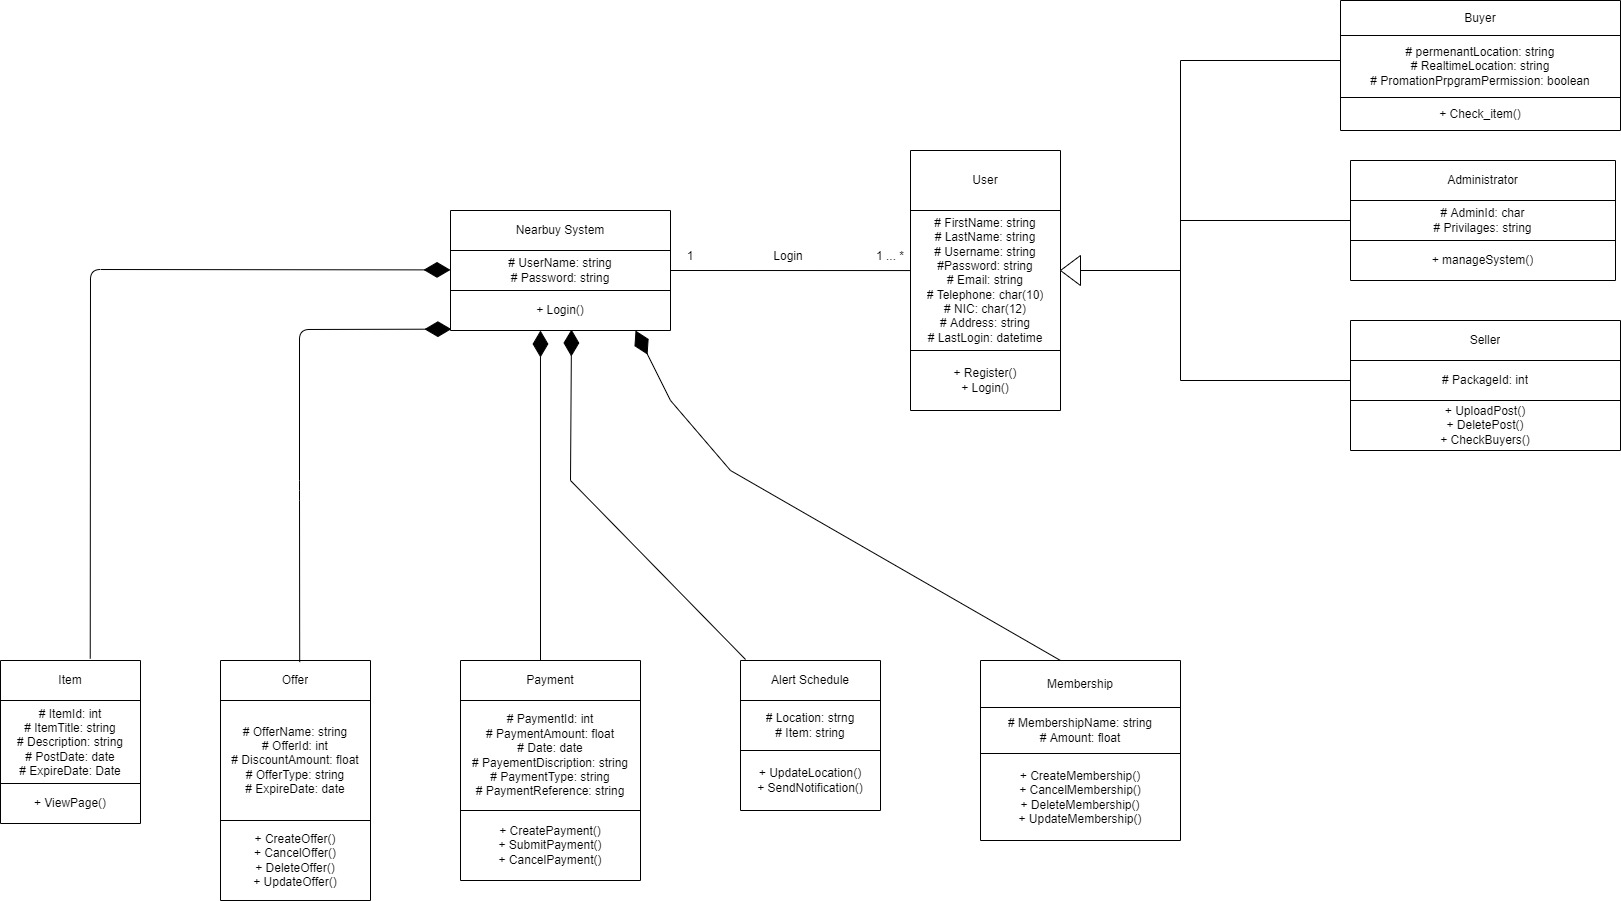 Buyer
# permenantLocation: string
# RealtimeLocation: string
# PromationPrpgramPermission: boolean
+ Check_item()
Administrator
# AdminId: char
# Privilages: string
+ manageSystem()
Seller
# PackageId: int
+ UploadPost()
+ DeletePost()
+ CheckBuyers()
User
# FirstName: string
# LastName: string
# Username: string
#Password: string
# Email: string
# Telephone: char(10)
# NIC: char(12)
# Address: string
# LastLogin: datetime
+ Register()
+ Login()
1
Login
1 ... *
Nearbuy System
# UserName: string
# Password: string
+ Login()
Item
# ItemId: int
# ItemTitle: string
# Description: string
# PostDate: date
# ExpireDate: Date
+ ViewPage()
Offer
# OfferName: string
# OfferId: int
# DiscountAmount: float
# OfferType: string
# ExpireDate: date
+ CreateOffer()
+ CancelOffer()
+ DeleteOffer()
+ UpdateOffer()
Payment
# PaymentId: int
# PaymentAmount: float
# Date: date
# PayementDiscription: string
# PaymentType: string
# PaymentReference: string
+ CreatePayment()
+ SubmitPayment()
+ CancelPayment()
Alert Schedule
# Location: strng
# Item: string
+ UpdateLocation()
+ SendNotification()
Membership
# MembershipName: string
# Amount: float
+ CreateMembership()
+ CancelMembership()
+ DeleteMembership()
+ UpdateMembership()